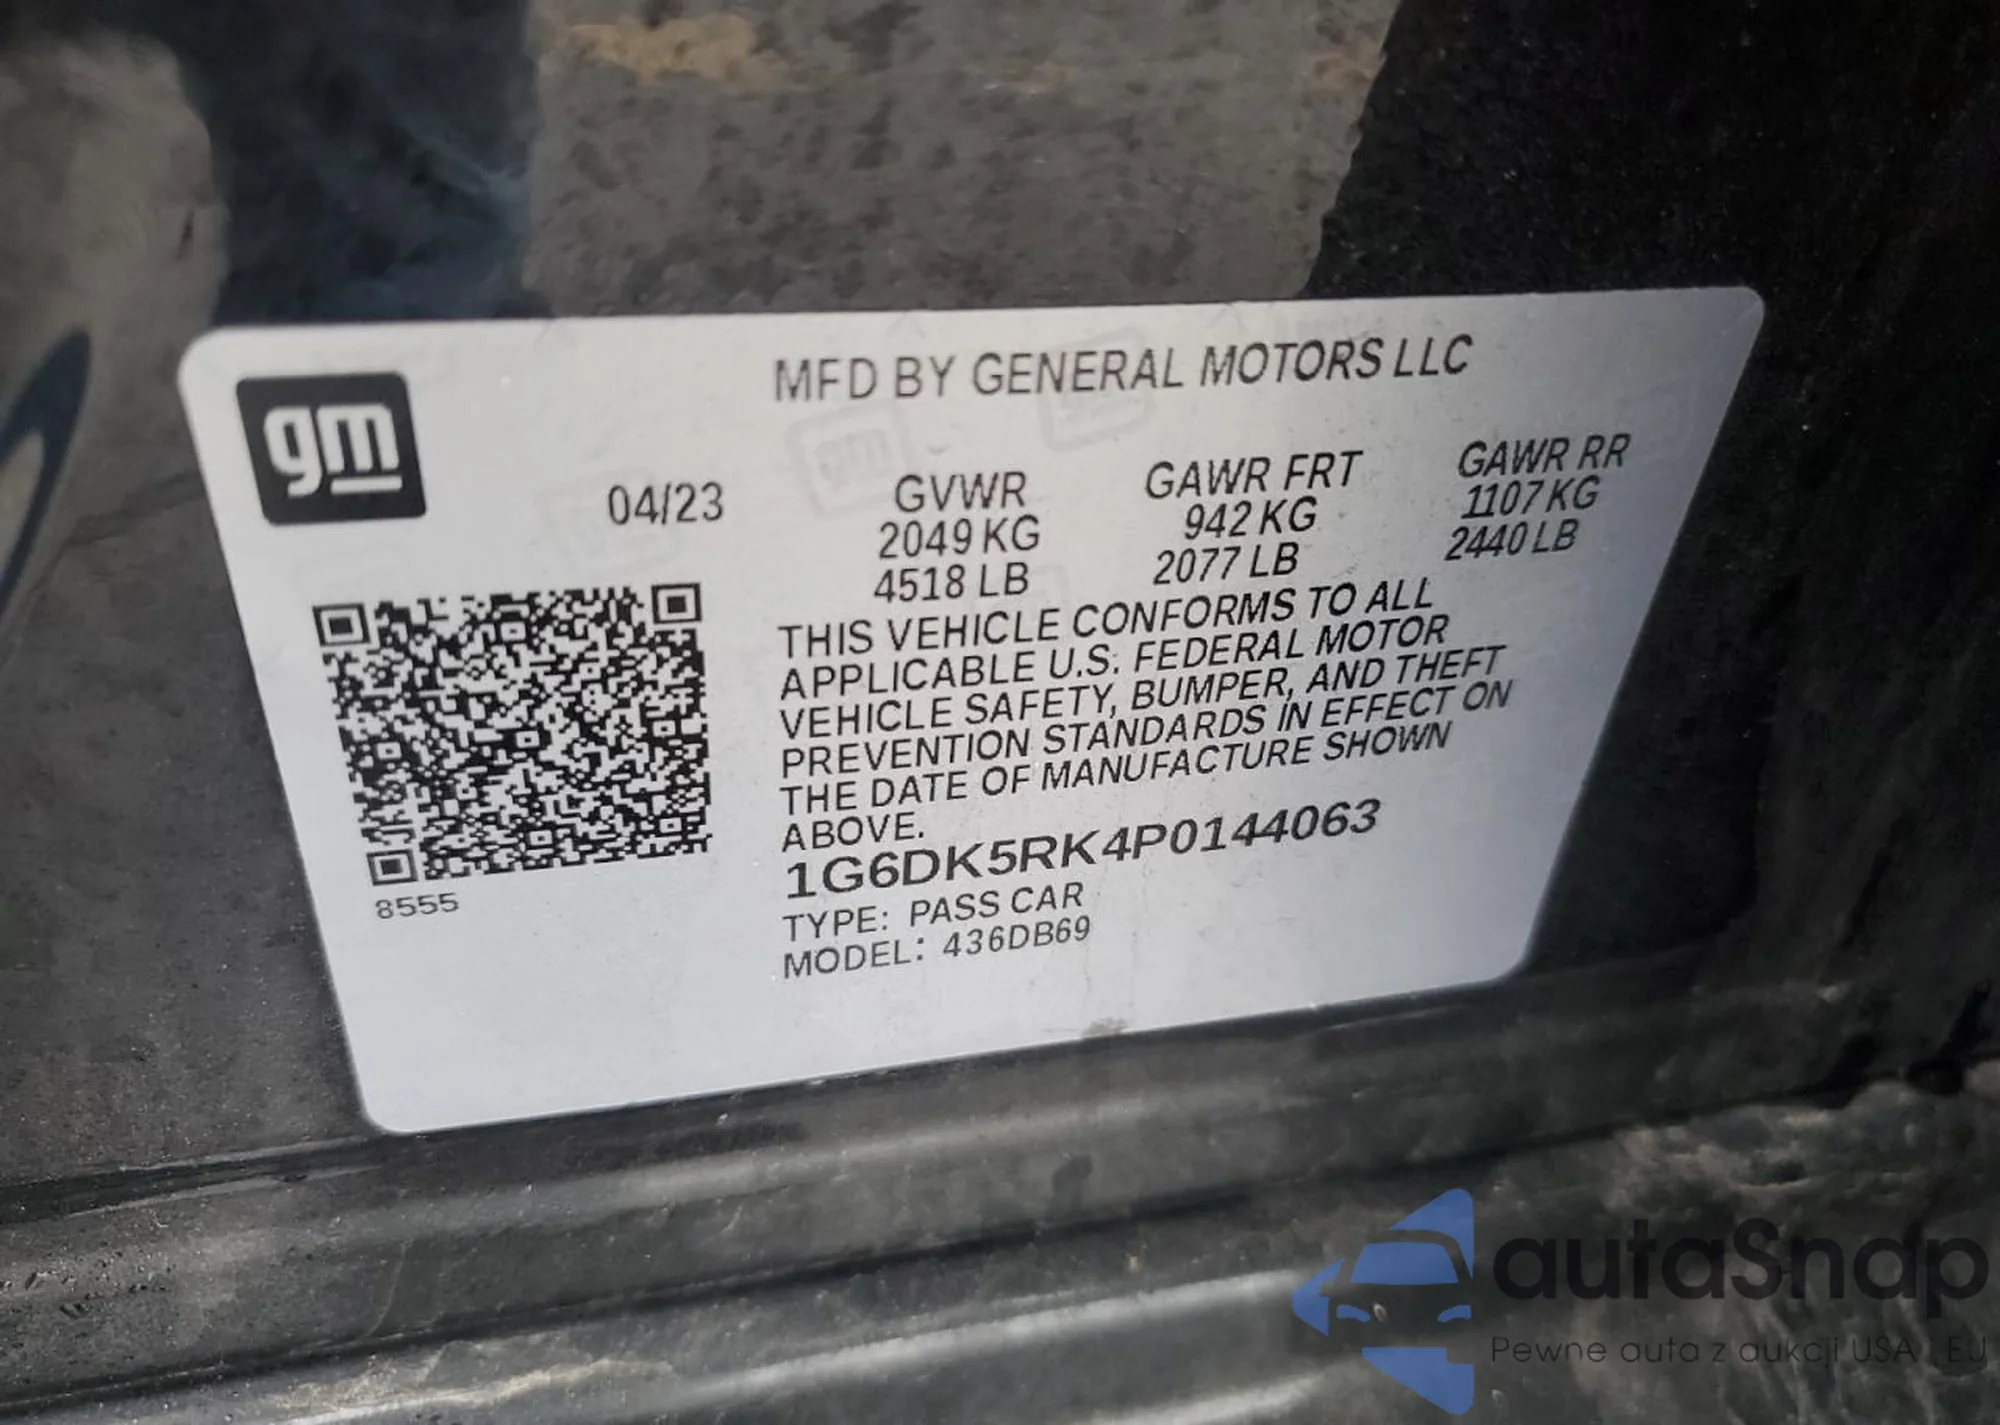 gm
MFD BY GENERAL MOTORS LLC
04/23
GVWR
2049 KG
4518 LB
GAWR FRT
942 KG
2077 LB
GAWR RR
1107 KG
2440 LB
THIS VEHICLE CONFORMS TO ALL
APPLICABLE U.S. FEDERAL MOTOR
VEHICLE SAFETY, BUMPER, AND THEFT
PREVENTION STANDARDS IN EFFECT ON
THE DATE OF MANUFACTURE SHOWN
ABOVE.
1G6DK5RK4P0144063
TYPE: PASS CAR
MODEL: 436DB69
8555
autaSnap
Pewne auta z aukcji USA i EU